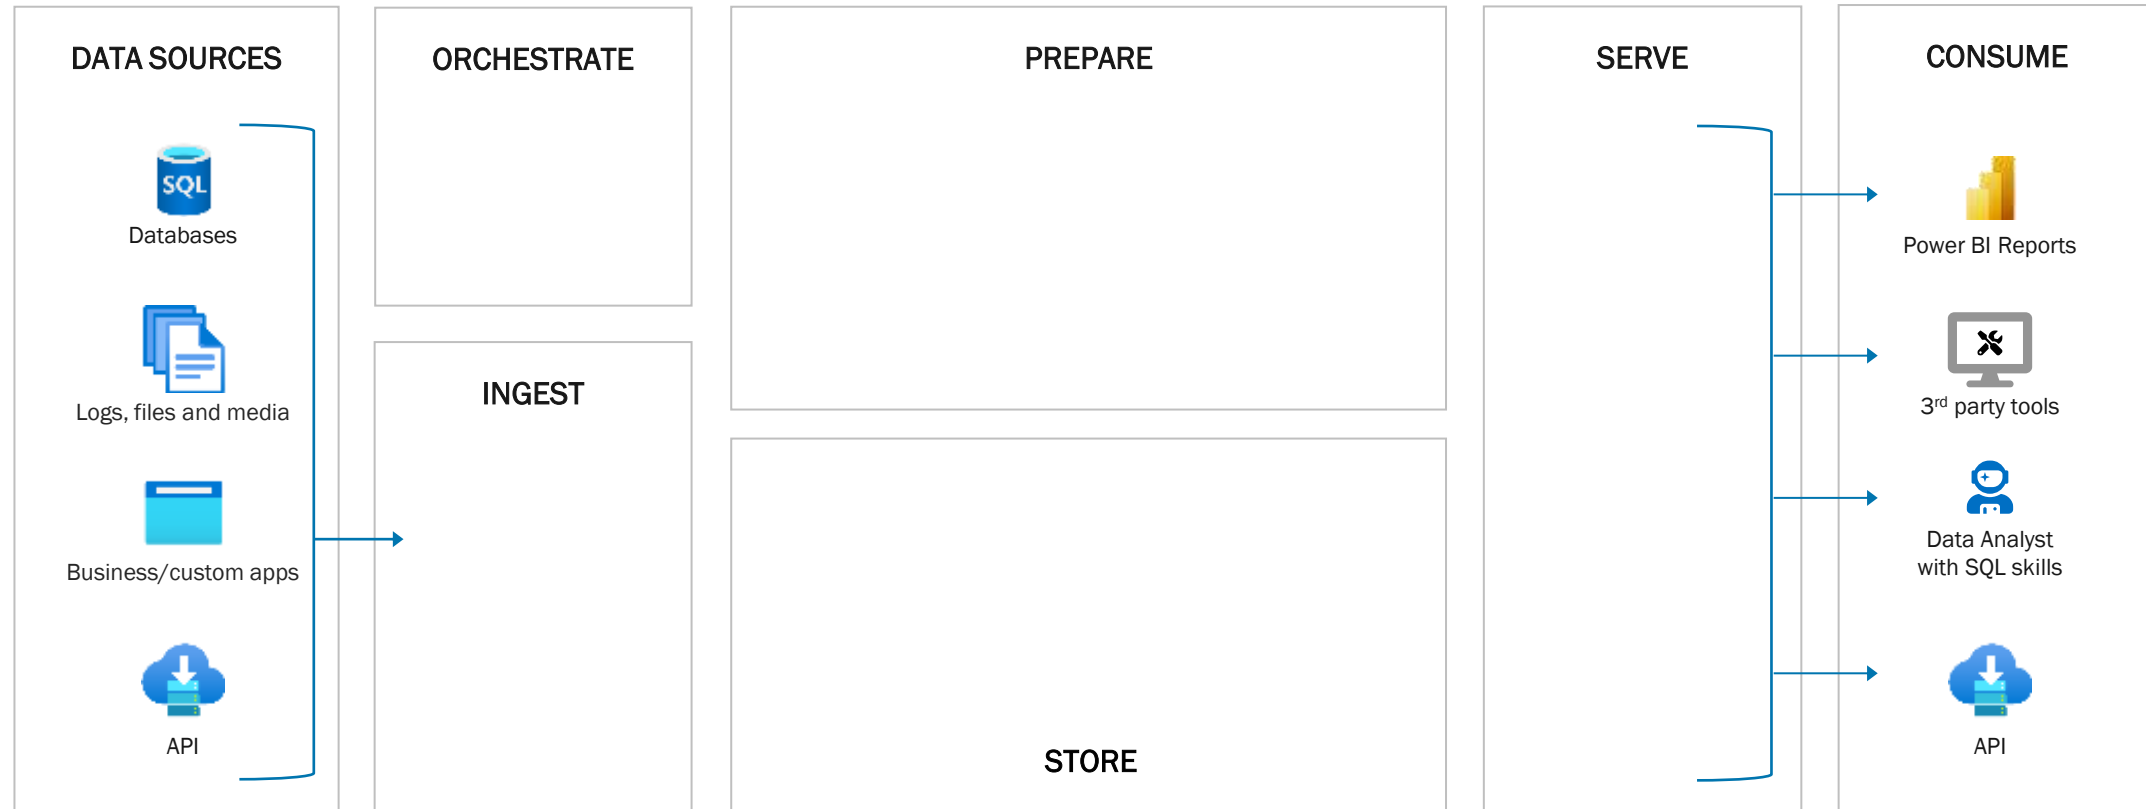 DATA SOURCES
SQL
Databases
Logs, files and media
Business/custom apps
API
ORCHESTRATE
INGEST
PREPARE
STORE
SERVE
CONSUME
Power BI Reports
3rd party tools
Data Analyst
with SQL skills
API